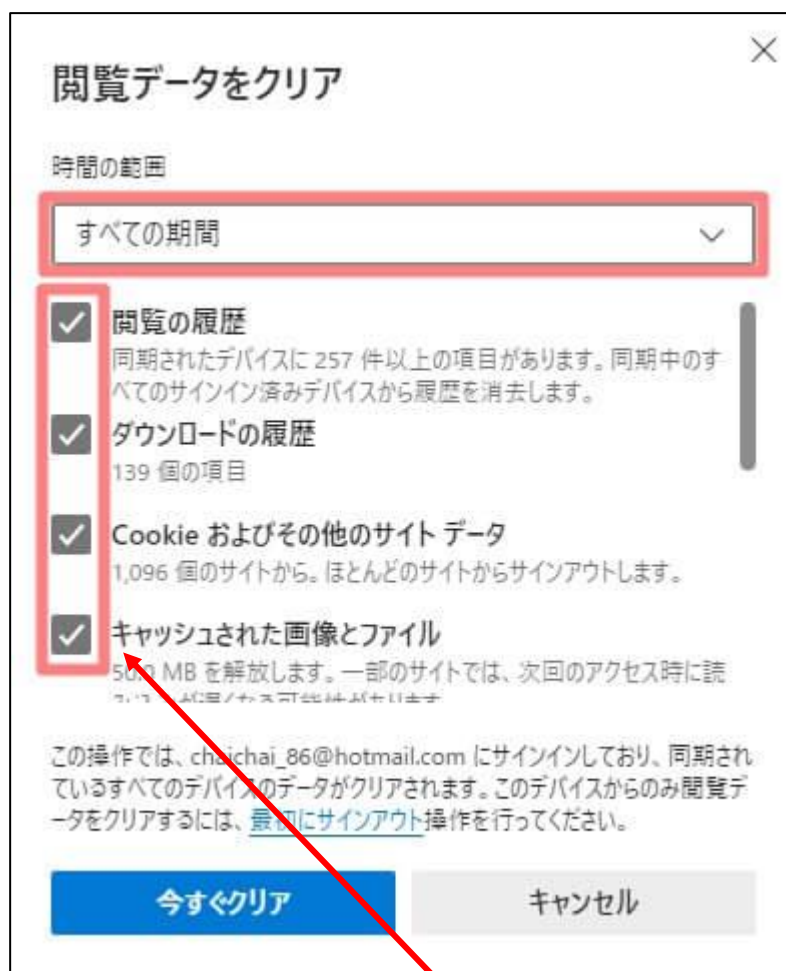 閲覧データをクリア
時間の範囲
すべての期間
閲覧の履歴
同期されたデバイスに 257 件以上の項目があります。同期中のす
べてのサインイン済みデバイスから履歴を消去します。
ダウンロードの履歴
139 個の項目
Cookie およびその他のサイト データ
1,096 個のサイトから。ほとんどのサイトからサインアウトします。
キャッシュされた画像とファイル
50.0 MB を解放します。一部のサイトでは、次回のアクセス時に読
この操作では、chaichai_86@hotmail.com にサインインしており、同期され
ているすべてのデバイスのデータがクリアされます。このデバイスからのみ閲覧デ
ータをクリアするには、最初にサインアウト操作を行ってください。
今すぐクリア
キャンセル